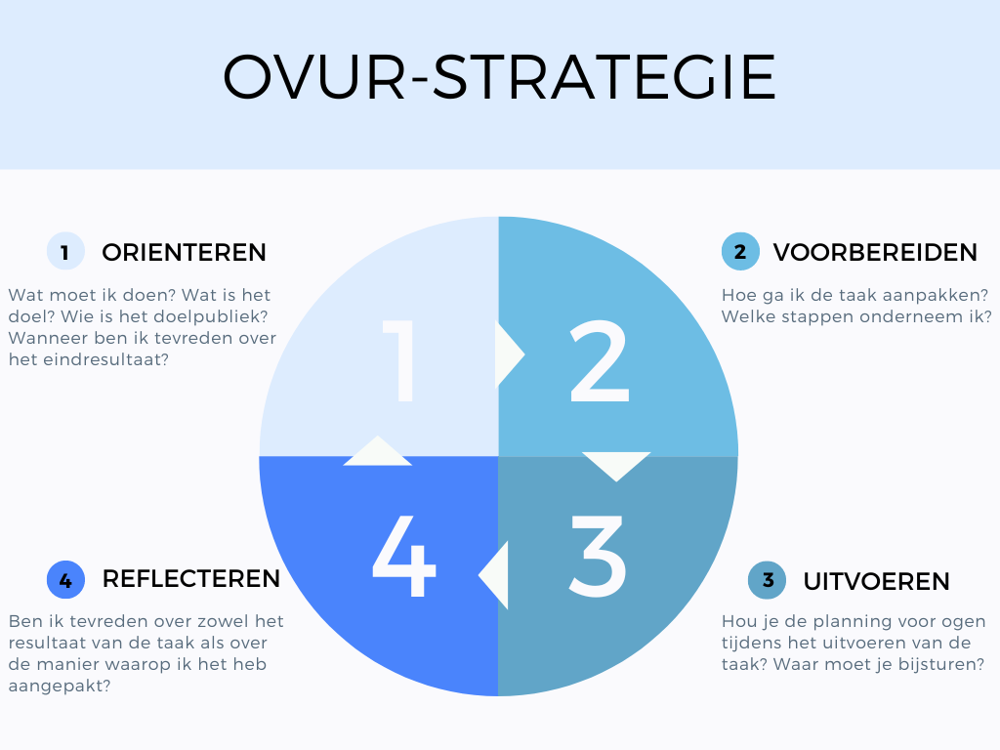 OVUR-STRATEGIE
1 ORIENTEREN
Wat moet ik doen? Wat is het
doel? Wie is het doelpubliek?
Wanneer ben ik tevreden over
het eindresultaat?
2 VOORBEREIDEN
Hoe ga ik de taak aanpakken?
Welke stappen onderneem ik?
1
2
4
3
4 REFLECTEREN
Ben ik tevreden over zowel het
resultaat van de taak als over
de manier waarop ik het heb
aangepakt?
3 UITVOEREN
Hou je de planning voor ogen
tijdens het uitvoeren van de
taak? Waar moet je bijsturen?